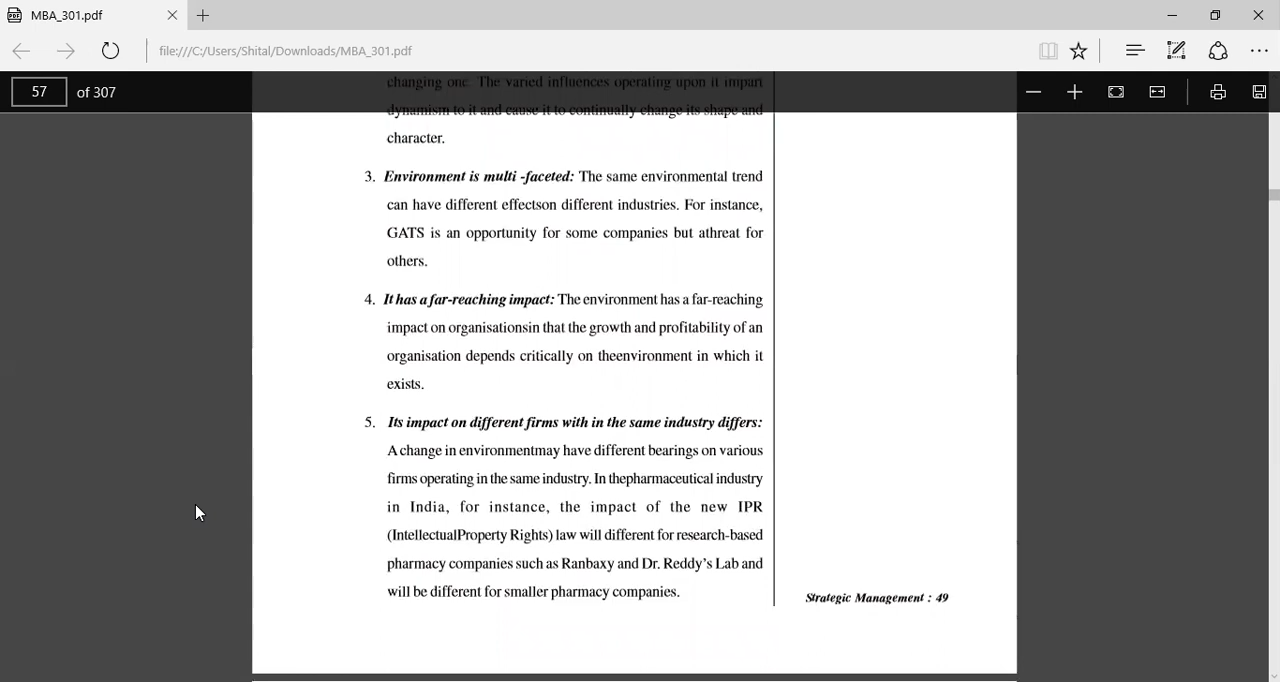 MBA_301.pdf
file:///C:/Users/Shital/Downloads/MBA_301.pdf
57 of 307
changing one. The varied influences operating upon it impart
dynamism to it and cause it to continually change its shape and
character.
3. Environment is multi -faceted: The same environmental trend
can have different effectson different industries. For instance,
GATS is an opportunity for some companies but athreat for
others.
4. It has a far-reaching impact: The environment has a far-reaching
impact on organisationsin that the growth and profitability of an
organisation depends critically on theenvironment in which it
exists.
5. Its impact on different firms with in the same industry differs:
A change in environmentmay have different bearings on various
firms operating in the same industry. In thepharmaceutical industry
in India, for instance, the impact of the new IPR
(IntellectualProperty Rights) law will different for research-based
pharmacy companies such as Ranbaxy and Dr. Reddy's Lab and
will be different for smaller pharmacy companies.
Strategic Management : 49